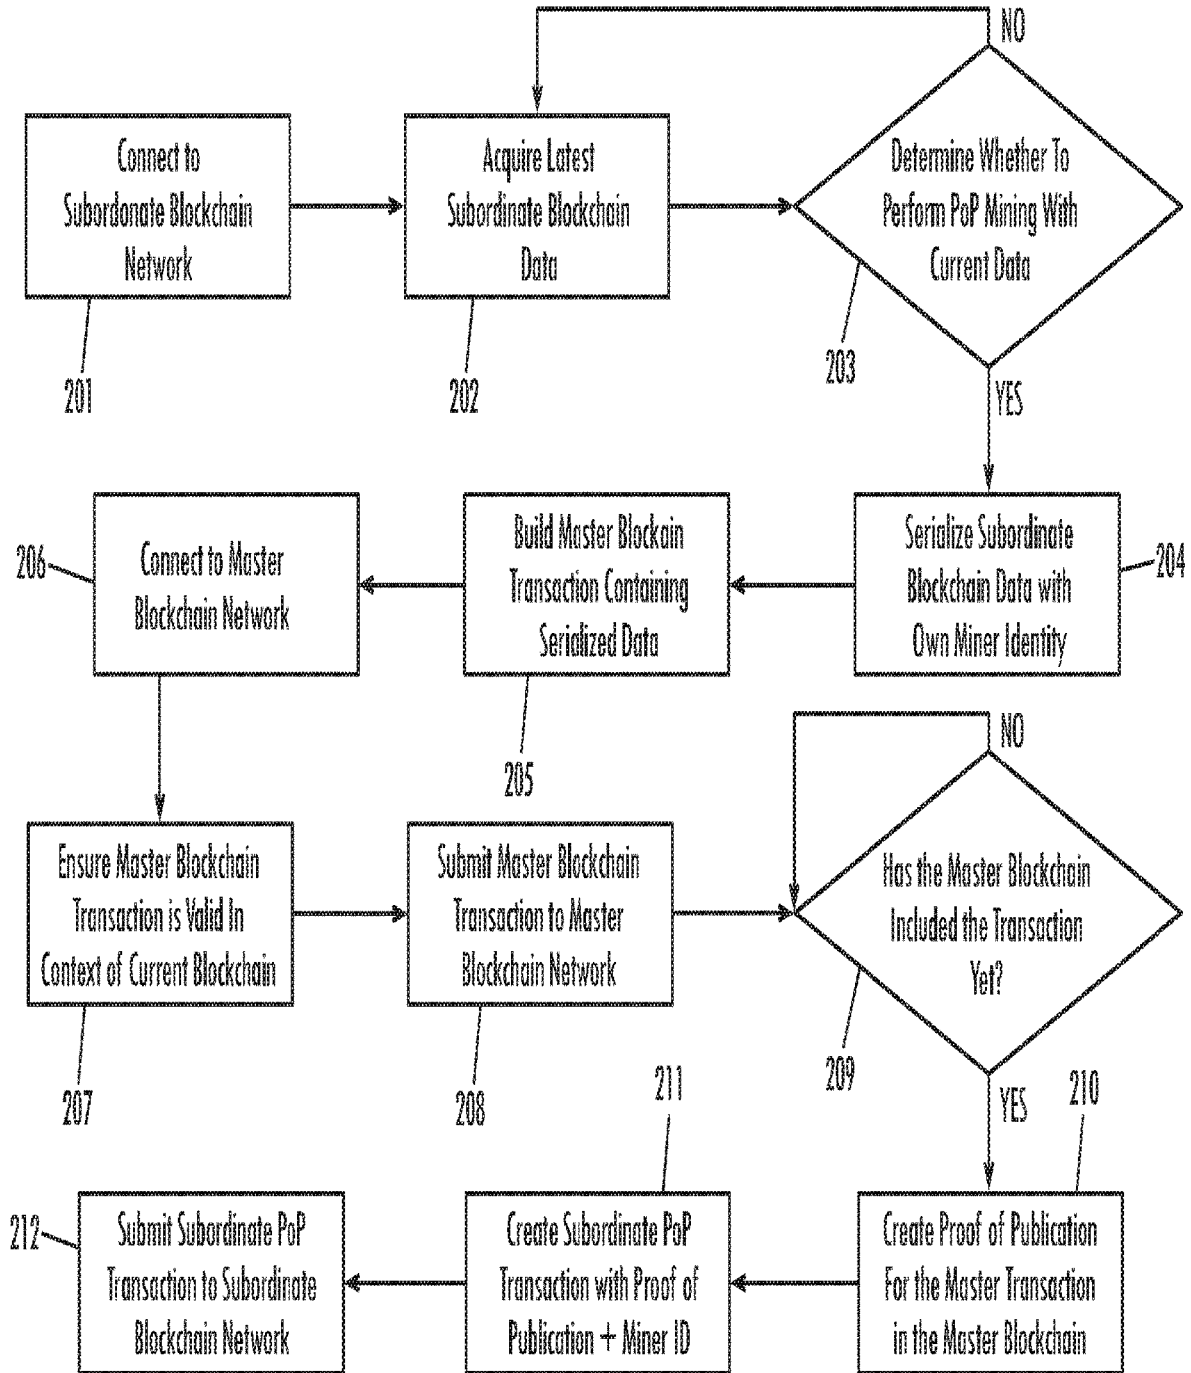 NO
Connect to
Subordonate Blockchain
Network
201
Acquire Latest
Subordinate Blockchain
Data
202
Determine Whether To
Perform PoP Mining With
Current Data
203
YES
206
Connect to Master
Blockchain Network
Build Master Blockain
Transaction Containing
Serialized Data
205
Serialize Subordinate
Blockchain Data with
Own Miner Identity
204
NO
Ensure Master Blockchain
Transaction is Valid In
Context of Current Blockchain
207
Submit Master Blockchain
Transaction to Master
Blockchain Network
208
Has the Master Blockchain
Included the Transaction
Yet?
209
YES
212
Submit Subordinate PoP
Transaction to Subordinate
Blockchain Network
211
Create Subordinate PoP
Transaction with Proof of
Publication + Miner ID
210
Create Proof of Publication
For the Master Transaction
in the Master Blockchain